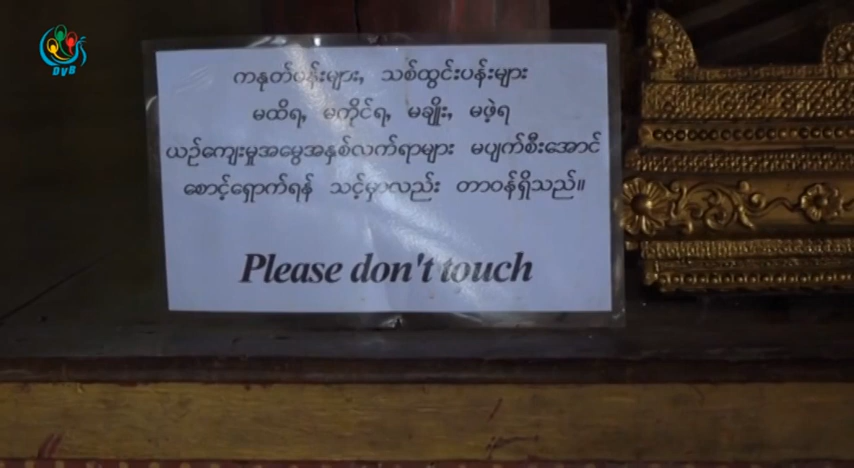 DVB
ကနုတ်ပန်းများ, သစ်ထွင်းပန်းများ
မထိရ, မကိုင်ရ, မချိုး, မဖဲ့ရ
ယဉ်ကျေးမှုအမွေအနှစ်လက်ရာများ မပျက်စီးအောင်
စောင့်ရှောက်ရန် သင့်မှာလည်း တာဝန်ရှိသည်။
Please don't touch